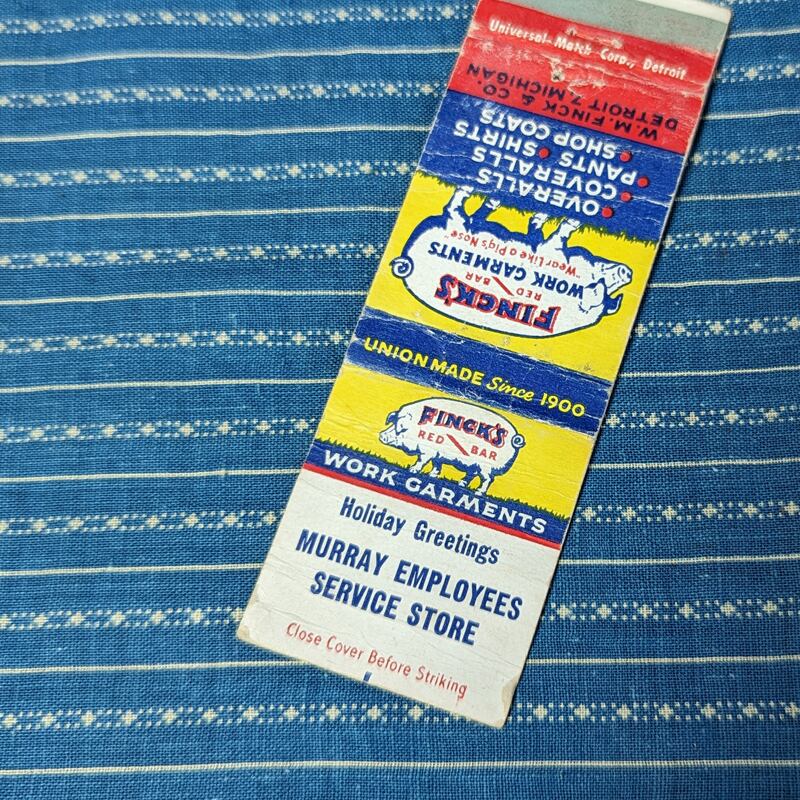 Universal-Match Corp., Detroit
W. M. FINCK & CO.
DETROIT 7, MICHIGAN
• OVERALLS
• COVERALLS
• PANTS • SHIRTS
• SHOP COATS
FINCK'S
RED BAR
WORK GARMENTS
"Wear Like a Pig's Nose"
UNION MADE Since 1900
FINCK'S
RED BAR
WORK GARMENTS
Holiday Greetings
MURRAY EMPLOYEES
SERVICE STORE
Close Cover Before Striking